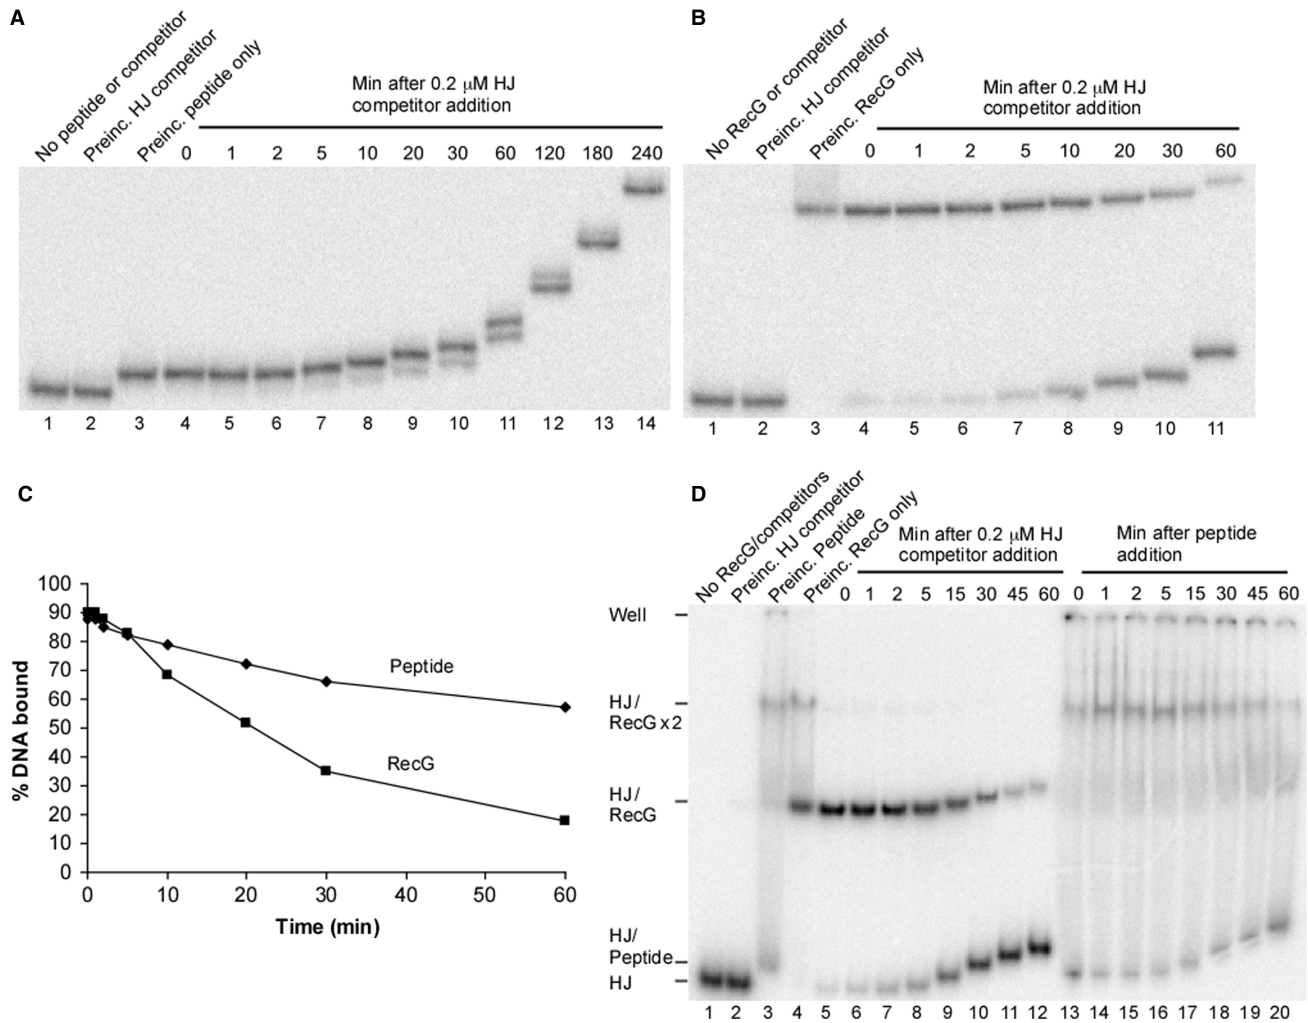 A
No peptide or competitor
Preinc. HJ competitor
Preinc. peptide only
Min after 0.2 μM HJ
competitor addition
0 1 2 5 10 20 30 60 120 180 240
1 2 3 4 5 6 7 8 9 10 11 12 13 14
B
No RecG or competitor
Preinc. HJ competitor
Preinc. RecG only
Min after 0.2 μM HJ
competitor addition
0 1 2 5 10 20 30 60
1 2 3 4 5 6 7 8 9 10 11
C
% DNA bound
100
90
80
70
60
50
40
30
20
10
0
Peptide
RecG
0 10 20 30 40 50 60
Time (min)
D
No RecG/competitors
Preinc. HJ competitor
Preinc. Peptide
Preinc. RecG only
Min after 0.2 μM HJ
competitor addition
Min after peptide
addition
0 1 2 5 15 30 45 60 0 1 2 5 15 30 45 60
Well
HJ/
RecG x2
HJ/
RecG
HJ/
Peptide
HJ
1 2 3 4 5 6 7 8 9 10 11 12 13 14 15 16 17 18 19 20